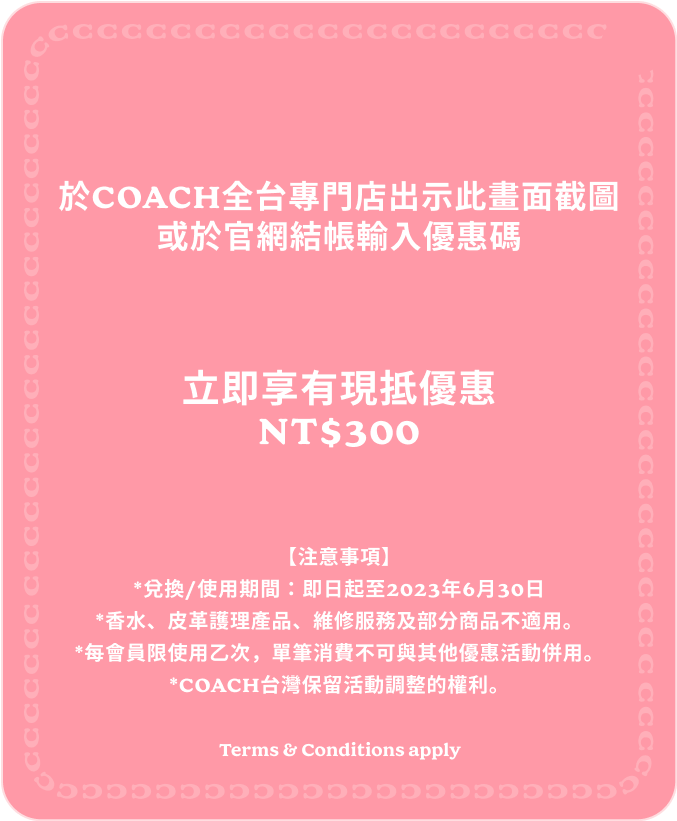 於COACH全台專門店出示此畫面截圖
或於官網結帳輸入優惠碼
立即享有現抵優惠
NT$300
【注意事項】
*兌換/使用期間：即日起至2023年6月30日
*香水、皮革護理產品、維修服務及部分商品不適用。
*每會員限使用乙次，單筆消費不可與其他優惠活動併用。
*COACH台灣保留活動調整的權利。
Terms & Conditions apply